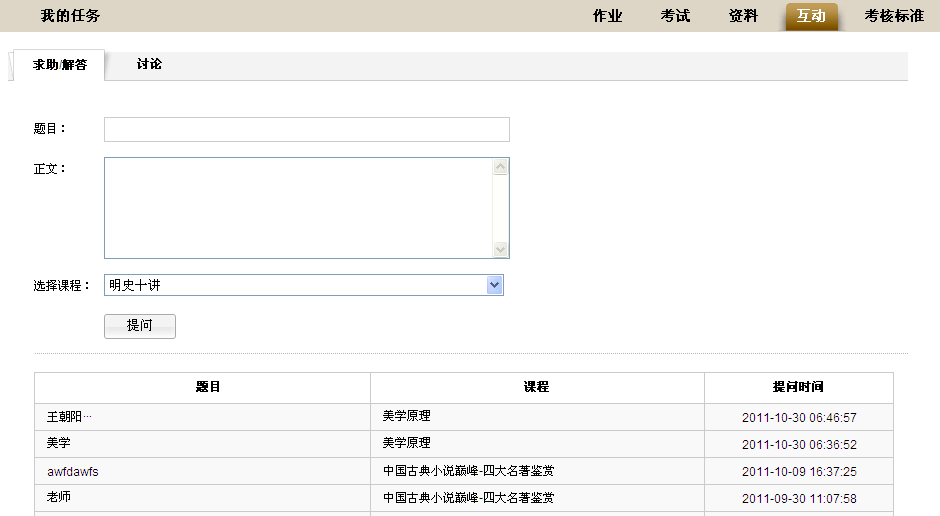 我的任务 作业 考试 资料 互动 考核标准
求助/解答 讨论
题目：
正文：
选择课程： 明史十讲
提问
题目 课程 提问时间
王朝阳… 美学原理 2011-10-30 06:46:57
美学 美学原理 2011-10-30 06:36:52
awfdawfs 中国古典小说巅峰-四大名著鉴赏 2011-10-09 16:37:25
老师 中国古典小说巅峰-四大名著鉴赏 2011-09-30 11:07:58